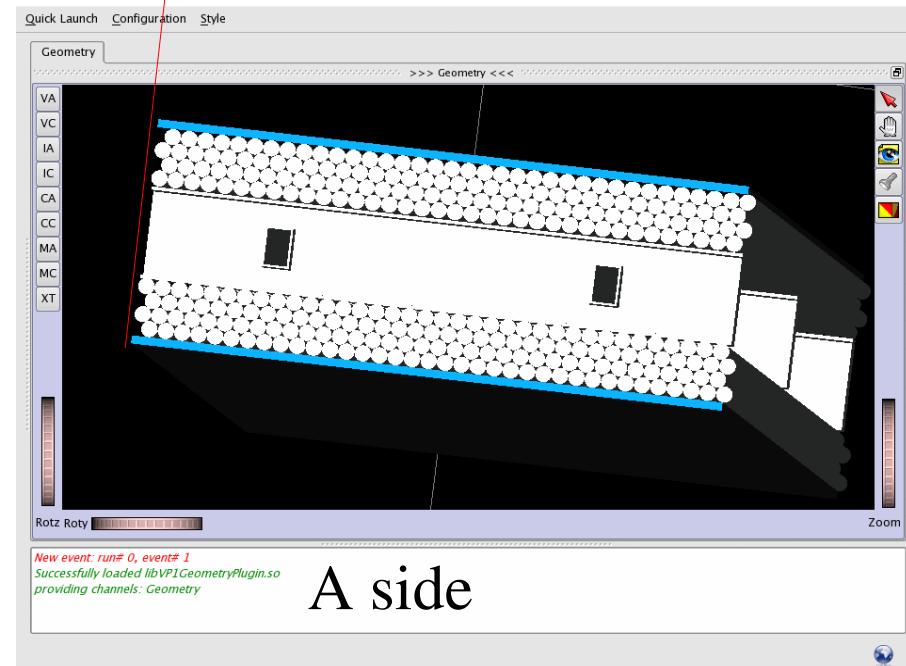 Quick Launch Configuration Style
Geometry
>>> Geometry <<<
VA
VC
IA
IC
CA
CC
MA
MC
XT
Rotz Roty Zoom
New event: run# 0, event# 1
Successfully loaded libVP1GeometryPlugin.so
providing channels: Geometry
A side